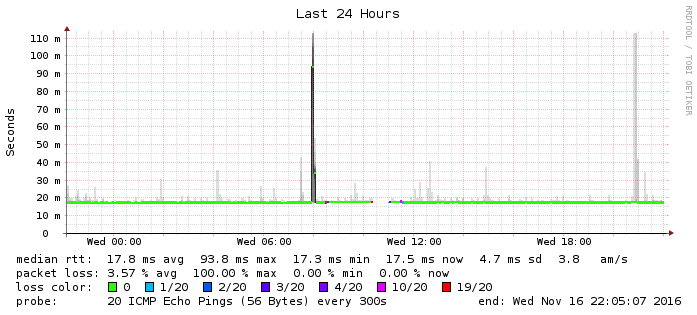 Last 24 Hours
RRDTOOL / TOBI OETIKER
Seconds
110 m
100 m
90 m
80 m
70 m
60 m
50 m
40 m
30 m
20 m
10 m
0
Wed 00:00 Wed 06:00 Wed 12:00 Wed 18:00
median rtt: 17.8 ms avg 93.8 ms max 17.3 ms min 17.5 ms now 4.7 ms sd 3.8 am/s
packet loss: 3.57 % avg 100.00 % max 0.00 % min 0.00 % now
loss color: 0 1/20 2/20 3/20 4/20 10/20 19/20
probe: 20 ICMP Echo Pings (56 Bytes) every 300s end: Wed Nov 16 22:05:07 2016